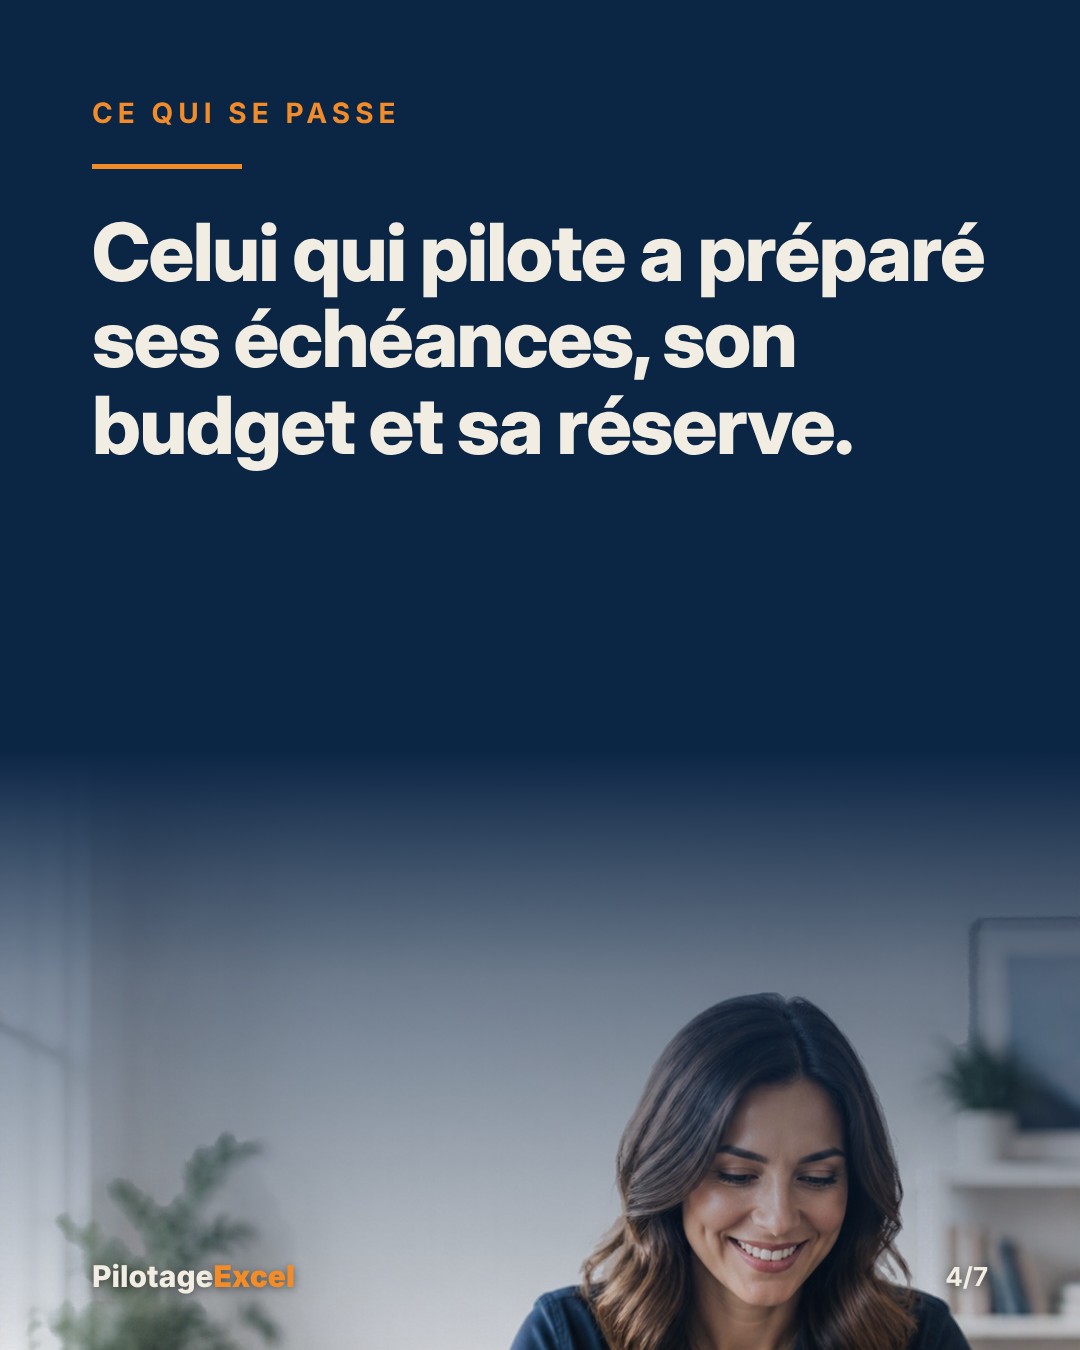 CE QUI SE PASSE
Celui qui pilote a préparé
ses échéances, son
budget et sa réserve.
PilotageExcel
4/7